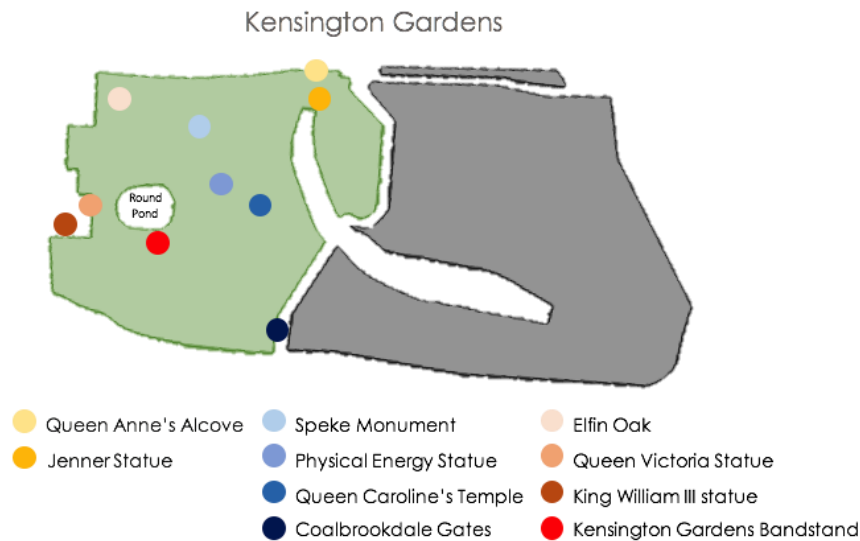 Kensington Gardens
Round
Pond
Queen Anne's Alcove
Jenner Statue
Speke Monument
Physical Energy Statue
Queen Caroline's Temple
Coalbrookdale Gates
Elfin Oak
Queen Victoria Statue
King William III statue
Kensington Gardens Bandstand